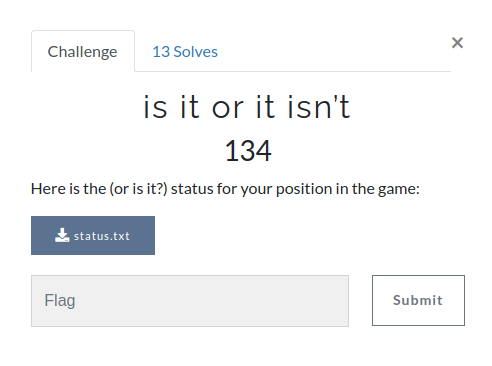 Challenge
13 Solves
×
is it or it isn't
134
Here is the (or is it?) status for your position in the game:
status.txt
Flag
Submit